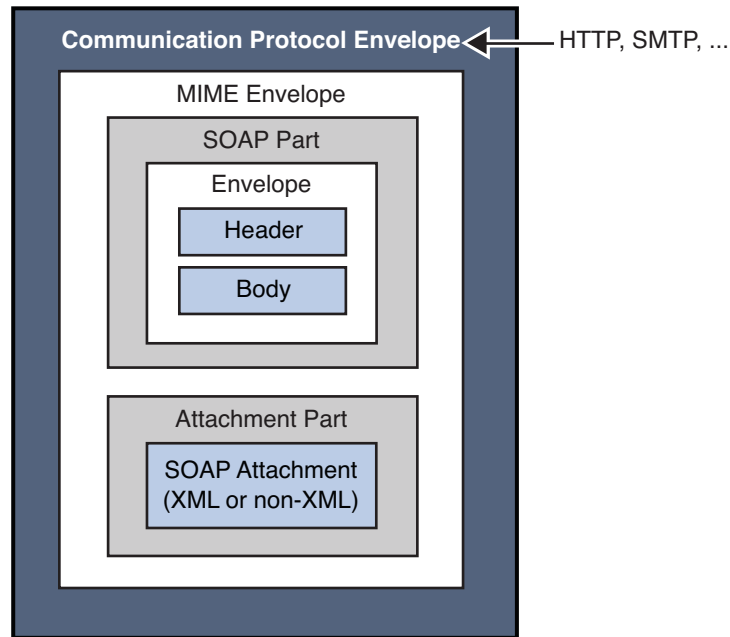 Communication Protocol Envelope
HTTP, SMTP, ...
MIME Envelope
SOAP Part
Envelope
Header
Body
Attachment Part
SOAP Attachment
(XML or non-XML)